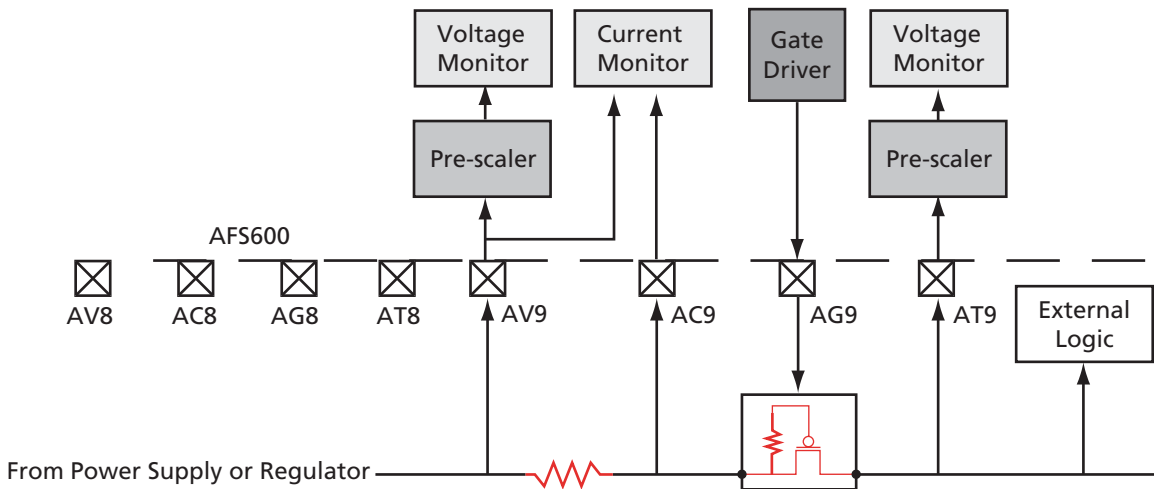 Voltage
Monitor
Current
Monitor
Gate
Driver
Voltage
Monitor
Pre-scaler
Pre-scaler
AFS600
AV8
AC8
AG8
AT8
AV9
AC9
AG9
AT9
External
Logic
From Power Supply or Regulator